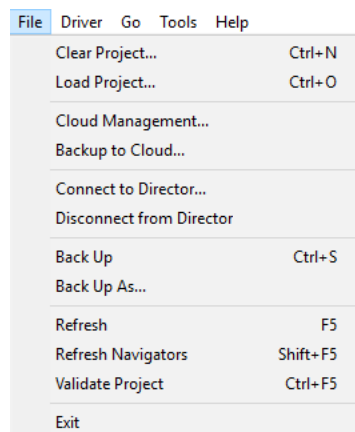 File Driver Go Tools Help
Clear Project... Ctrl+N
Load Project... Ctrl+O
Cloud Management...
Backup to Cloud...
Connect to Director...
Disconnect from Director
Back Up Ctrl+S
Back Up As...
Refresh F5
Refresh Navigators Shift+F5
Validate Project Ctrl+F5
Exit